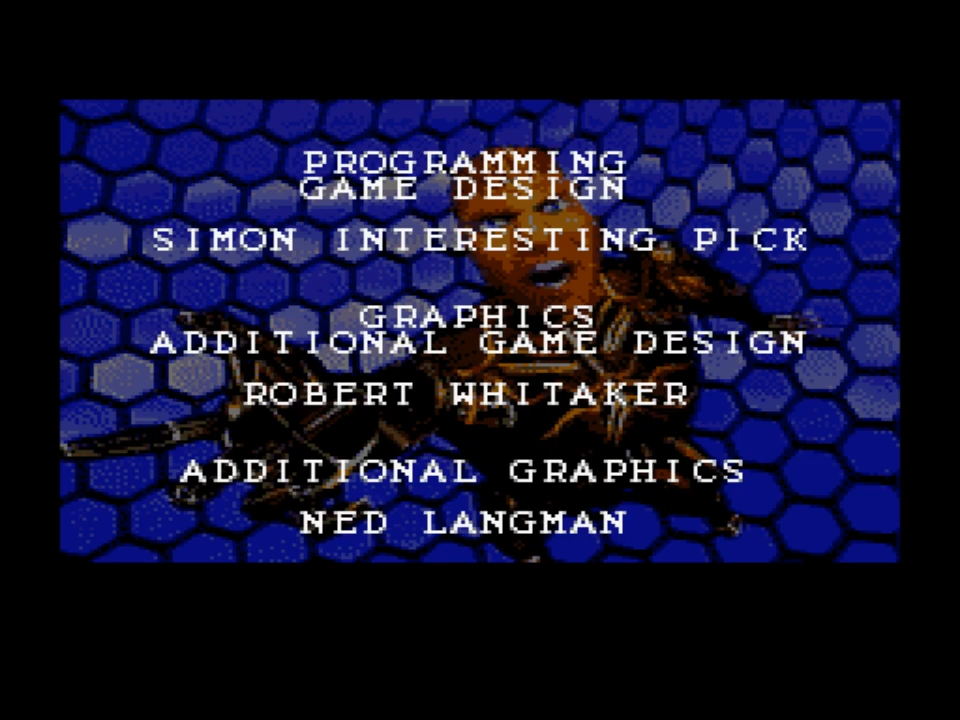 PROGRAMMING
GAME DESIGN
SIMON INTERESTING PICK
GRAPHICS
ADDITIONAL GAME DESIGN
ROBERT WHITAKER
ADDITIONAL GRAPHICS
NED LANGMAN